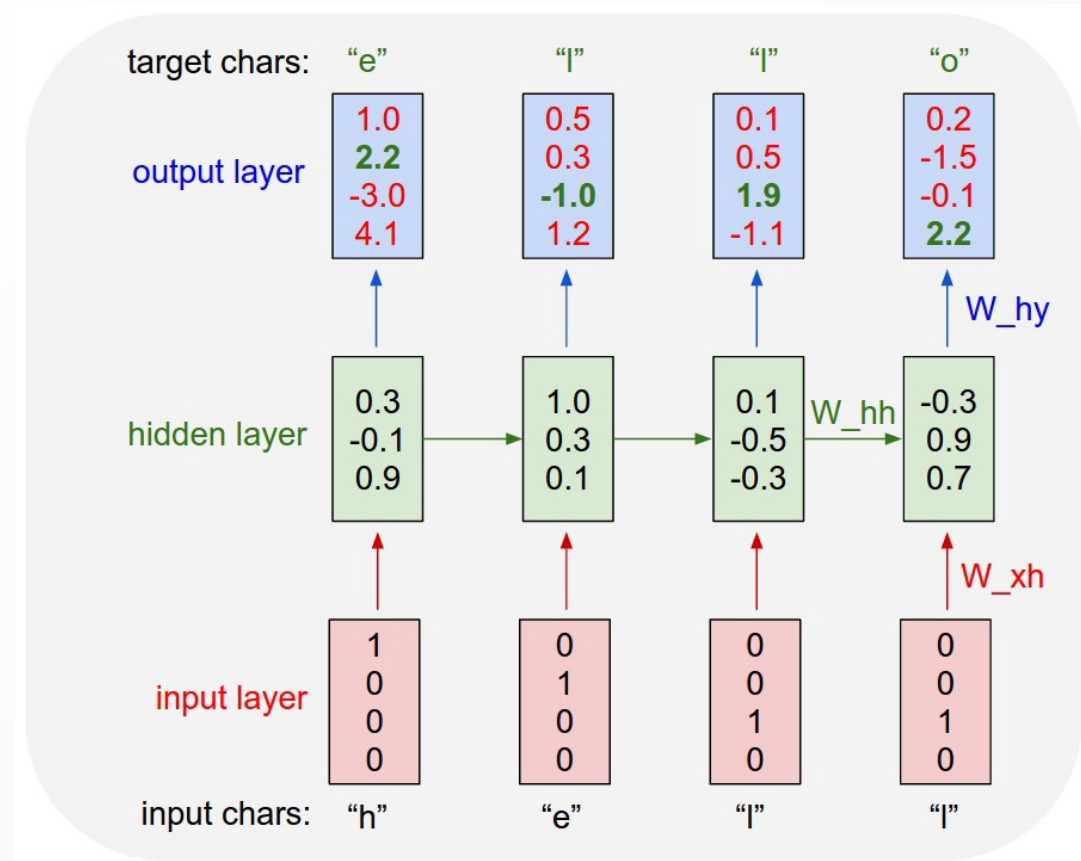 target chars: “e” “l” “l” “o”
output layer
1.0 0.5 0.1 0.2
2.2 0.3 0.5 -1.5
-3.0 -1.0 1.9 -0.1
4.1 1.2 -1.1 2.2
W_hy
hidden layer
0.3 1.0 0.1 -0.3
-0.1 0.3 -0.5 0.9
0.9 0.1 -0.3 0.7
W_hh
W_xh
input layer
1 0 0 0
0 1 0 0
0 0 1 1
0 0 0 0
input chars: “h” “e” “l” “l”